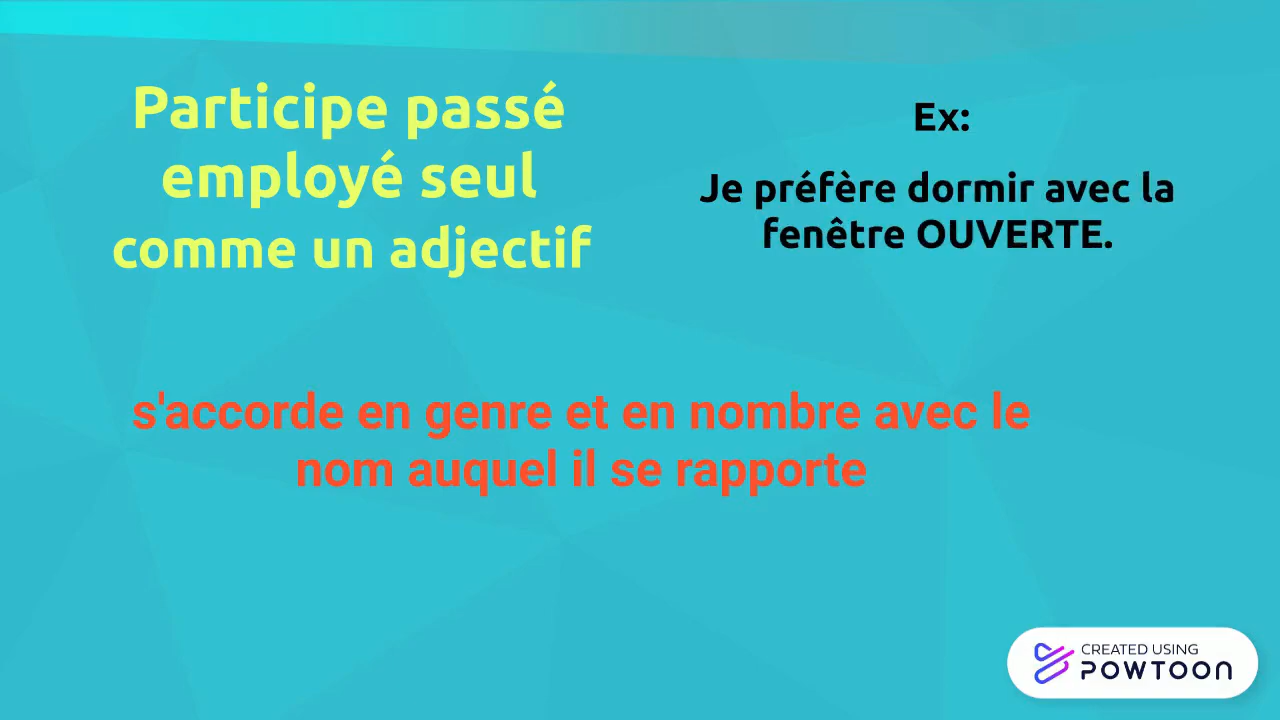 Participe passé
employé seul
comme un adjectif
Ex:
Je préfère dormir avec la
fenêtre OUVERTE.
s'accorde en genre et en nombre avec le
nom auquel il se rapporte
CREATED USING
POWTOON